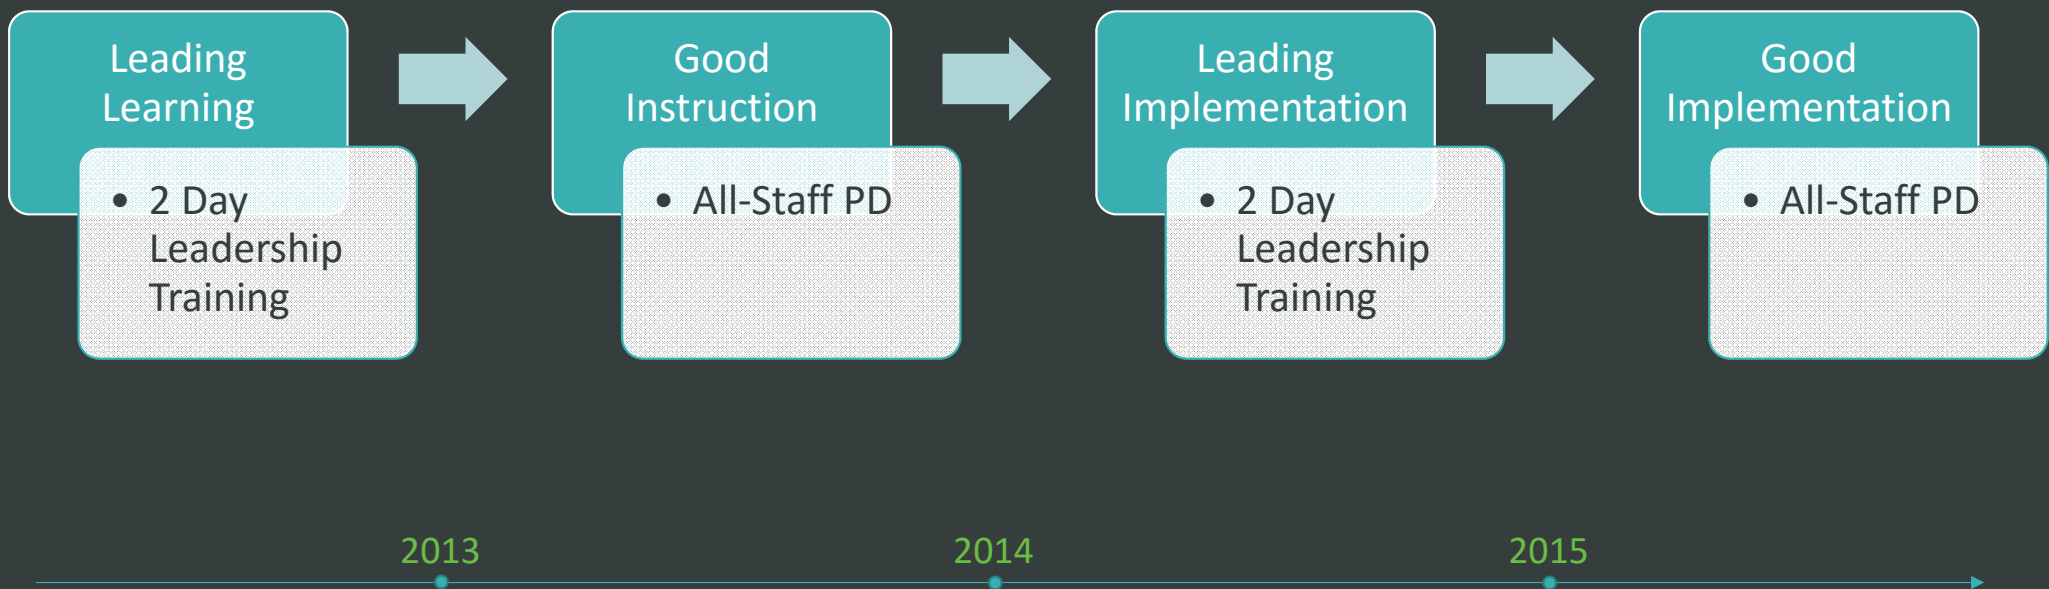 Leading
Learning
• 2 Day
Leadership
Training
Good
Instruction
• All-Staff PD
Leading
Implementation
• 2 Day
Leadership
Training
Good
Implementation
• All-Staff PD
2013
2014
2015